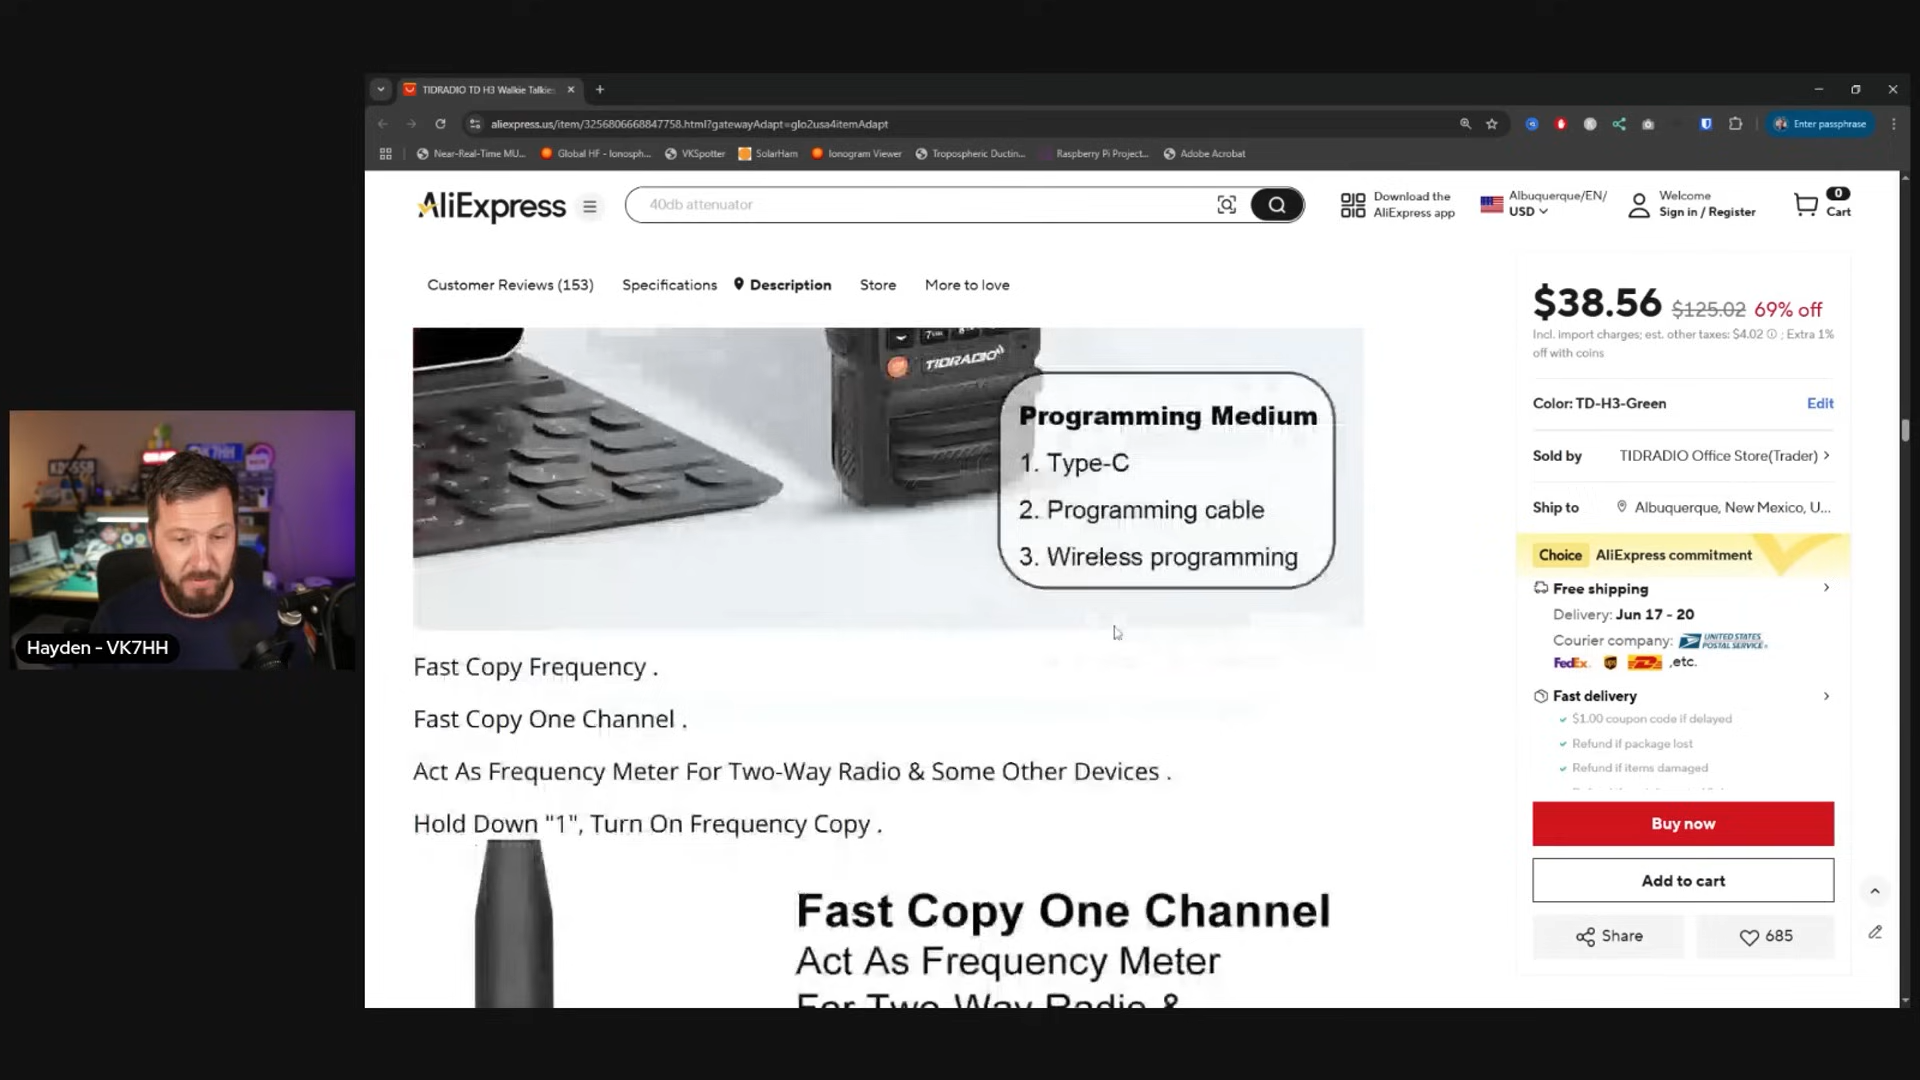 TIDRADIO TD H3 Walkie Talkie
aliexpress.us/item/3256806668847758.html?gatewayAdapt=glo2usa4itemAdapt
Enter passphrase
Near-Real-Time MU...
Global HF - Ionosph...
VKSpotter
SolarHam
Ionogram Viewer
Tropospheric Ductin...
Raspberry Pi Project...
Adobe Acrobat
AliExpress
40db attenuator
Download the
AliExpress app
Albuquerque/EN/
USD
Welcome
Sign in / Register
0
Cart
Customer Reviews (153)
Specifications
Description
Store
More to love
TIDRADIO
Programming Medium
1. Type-C
2. Programming cable
3. Wireless programming
Fast Copy Frequency .
Fast Copy One Channel .
Act As Frequency Meter For Two-Way Radio & Some Other Devices .
Hold Down "1", Turn On Frequency Copy .
Fast Copy One Channel
Act As Frequency Meter
For Two-Way Radio &
$38.56 $125.02 69% off
Incl. import charges; est. other taxes: $4.02 ; Extra 1%
off with coins
Color: TD-H3-Green
Edit
Sold by
TIDRADIO Office Store(Trader)
Ship to
Albuquerque, New Mexico, U...
Choice AliExpress commitment
Free shipping
Delivery: Jun 17 - 20
Courier company: UNITED STATES POSTAL SERVICE
FedEx ups DHL ,etc.
Fast delivery
$1.00 coupon code if delayed
Refund if package lost
Refund if items damaged
Buy now
Add to cart
Share
685
Hayden - VK7HH